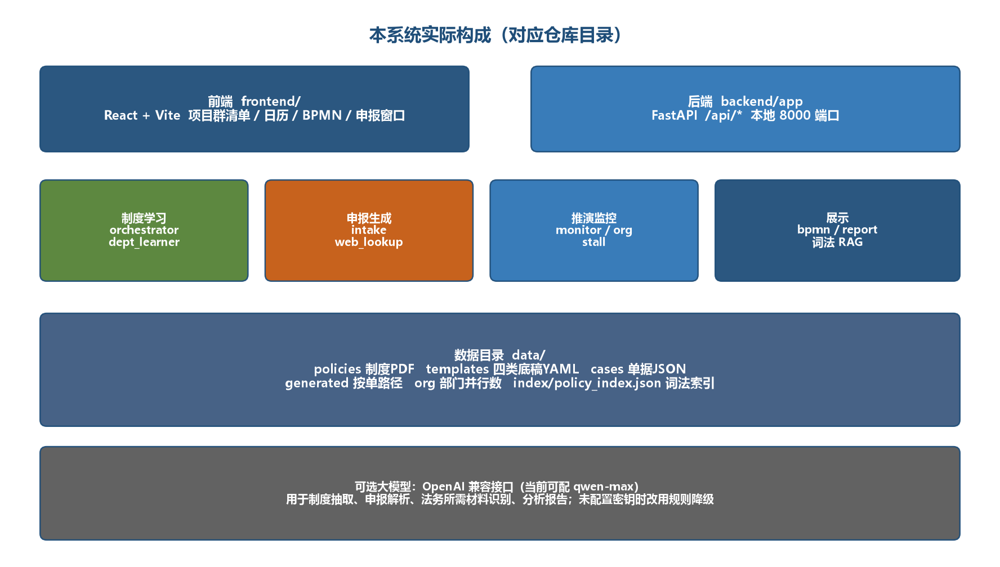 本系统实际构成（对应仓库目录）
前端 frontend/
React + Vite 项目群清单 / 日历 / BPMN / 申报窗口
后端 backend/app
FastAPI /api/* 本地 8000 端口
制度学习
orchestrator
dept_learner
申报生成
intake
web_lookup
推演监控
monitor / org
stall
展示
bpmn / report
词法 RAG
数据目录 data/
policies 制度PDF templates 四类底稿YAML cases 单据JSON
generated 按单路径 org 部门并行数 index/policy_index.json 词法索引
可选大模型：OpenAI 兼容接口（当前可配 qwen-max）
用于制度抽取、申报解析、法务所需材料识别、分析报告；未配置密钥时改用规则降级